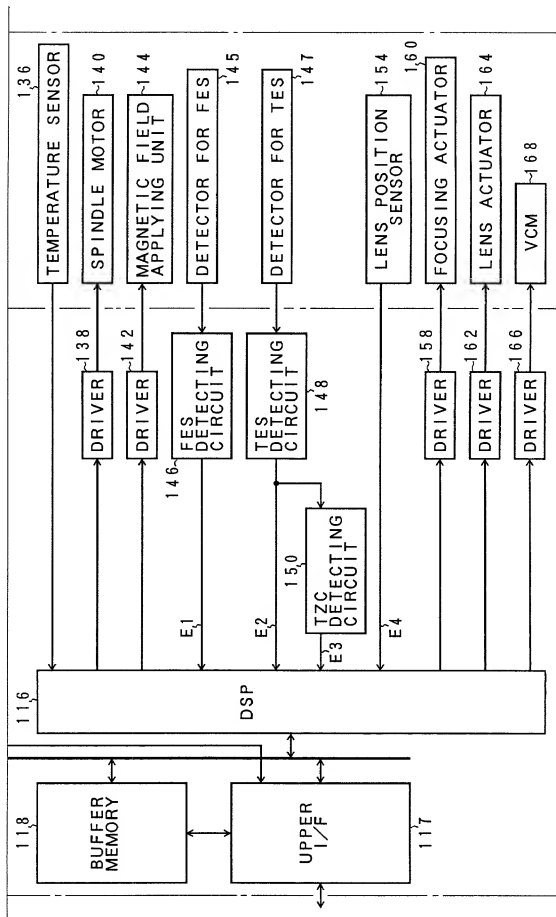 118
BUFFER
MEMORY
UPPER
I/F
117
116
DSP
E1
E2
E3
E4
150
TZC DETECTING
CIRCUIT
138
DRIVER
142
DRIVER
146
FES
DETECTING
CIRCUIT
TES
DETECTING
CIRCUIT
148
158
DRIVER
162
DRIVER
166
DRIVER
136
TEMPERATURE SENSOR
140
SPINDLE MOTOR
144
MAGNETIC FIELD
APPLYING UNIT
145
DETECTOR FOR FES
147
DETECTOR FOR TES
154
LENS POSITION
SENSOR
160
FOCUSING ACTUATOR
164
LENS ACTUATOR
168
VCM